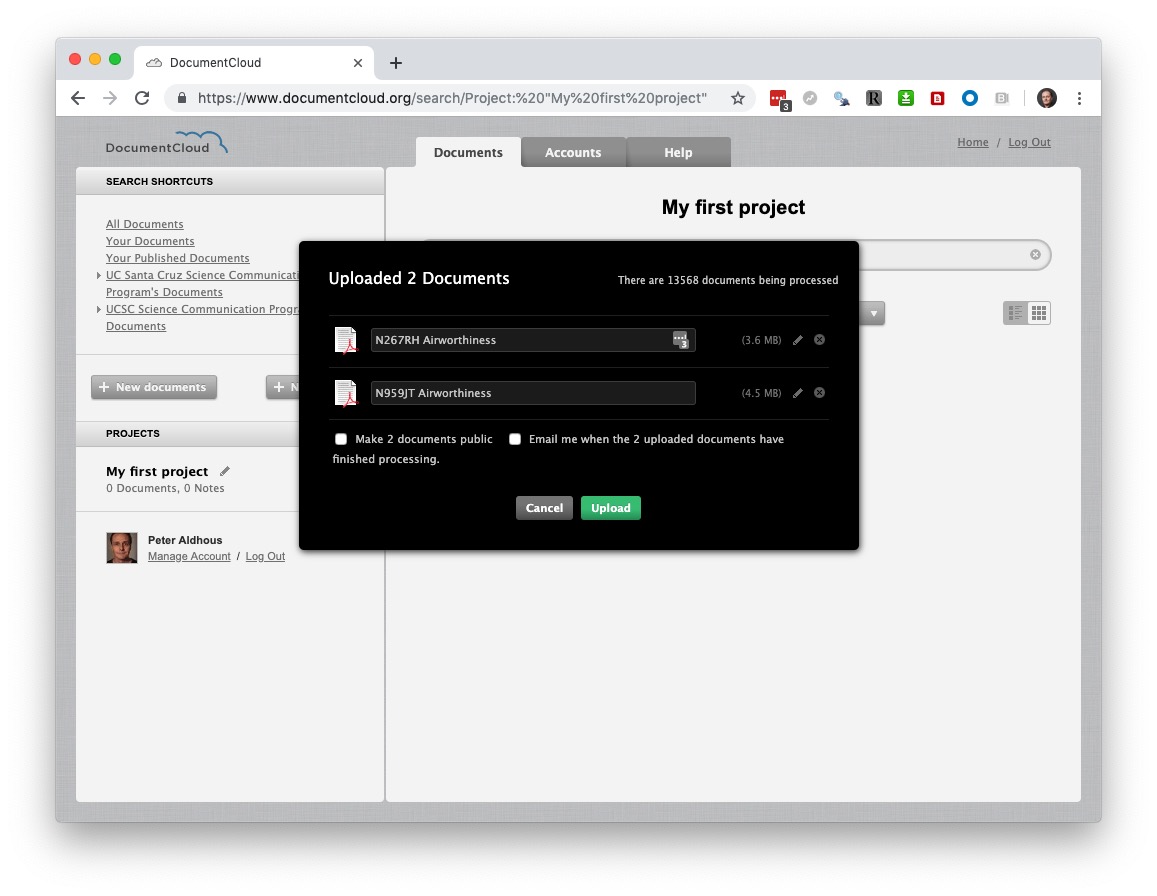 DocumentCloud
https://www.documentcloud.org/search/Project:%20"My%20first%20project"
3
DocumentCloud
Documents
Accounts
Help
Home / Log Out
SEARCH SHORTCUTS
All Documents
Your Documents
Your Published Documents
UC Santa Cruz Science Communicati
Program's Documents
UCSC Science Communication Progr
Documents
+ New documents
+ N
PROJECTS
My first project
0 Documents, 0 Notes
Peter Aldhous
Manage Account / Log Out
My first project
Uploaded 2 Documents
There are 13568 documents being processed
N267RH Airworthiness
3
(3.6 MB)
N959JT Airworthiness
(4.5 MB)
Make 2 documents public
Email me when the 2 uploaded documents have
finished processing.
Cancel
Upload